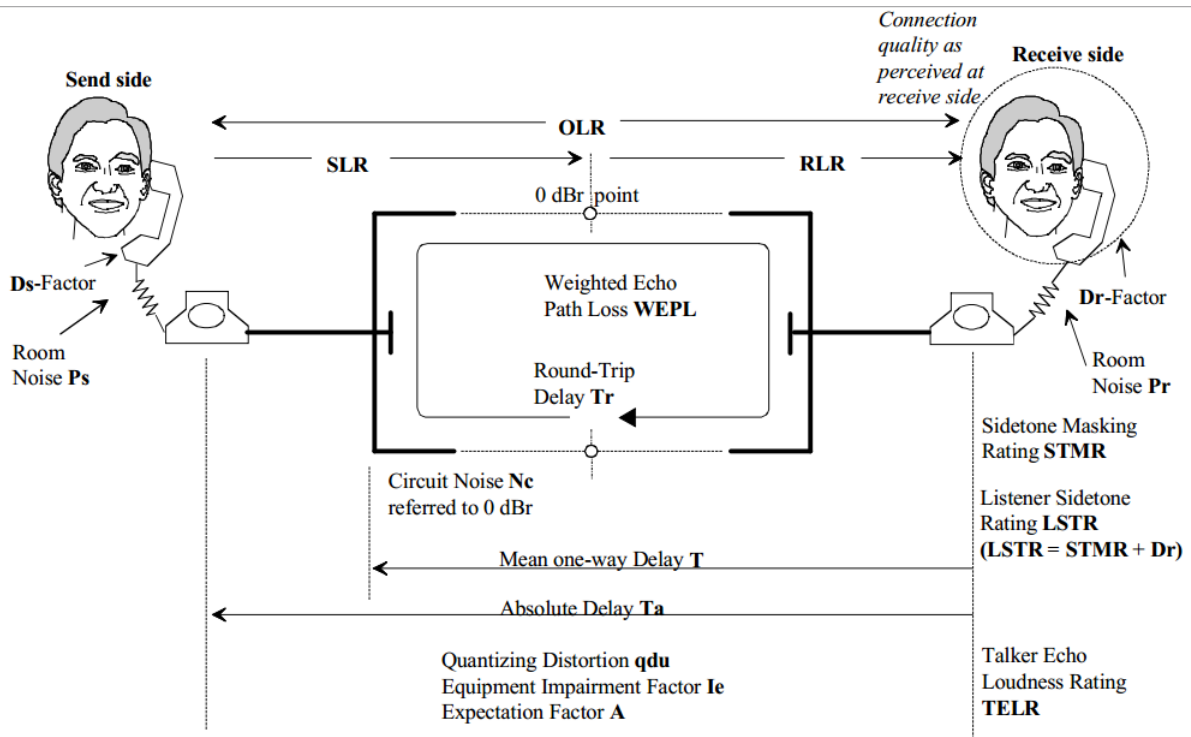 Connection
quality as
perceived at
receive side
Send side
Receive side
OLR
SLR
RLR
0 dBr point
Weighted Echo
Path Loss WEPL
Ds-Factor
Dr-Factor
Room
Noise Ps
Room
Noise Pr
Round-Trip
Delay Tr
Sidetone Masking
Rating STMR
Circuit Noise Nc
referred to 0 dBr
Listener Sidetone
Rating LSTR
(LSTR = STMR + Dr)
Mean one-way Delay T
Absolute Delay Ta
Quantizing Distortion qdu
Equipment Impairment Factor Ie
Expectation Factor A
Talker Echo
Loudness Rating
TELR